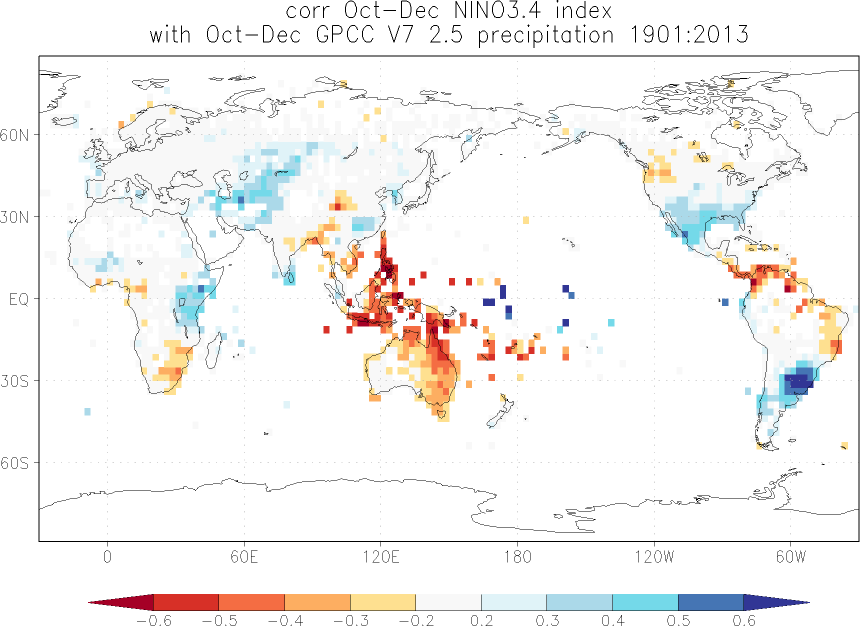 corr Oct-Dec NINO3.4 index
with Oct-Dec GPCC V7 2.5 precipitation 1901:2013
60N
30N
EQ
30S
60S
0 60E 120E 180 120W 60W
-0.6 -0.5 -0.4 -0.3 -0.2 0.2 0.3 0.4 0.5 0.6